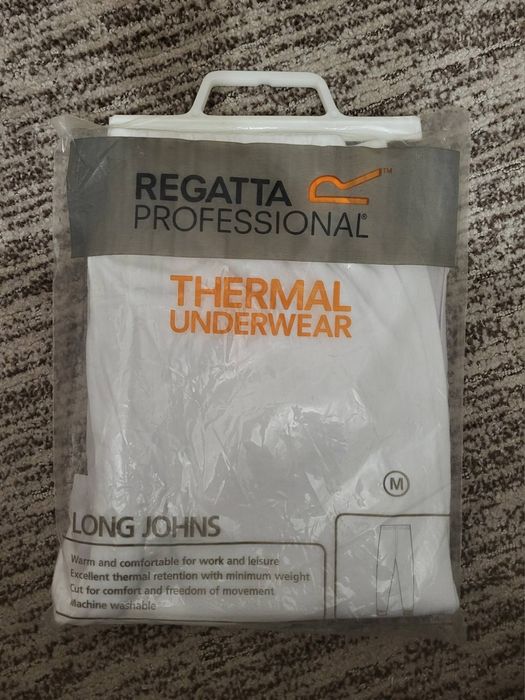 REGATTA
PROFESSIONAL®
™
THERMAL
UNDERWEAR
M
LONG JOHNS
Warm and comfortable for work and leisure
Excellent thermal retention with minimum weight
Cut for comfort and freedom of movement
Machine washable